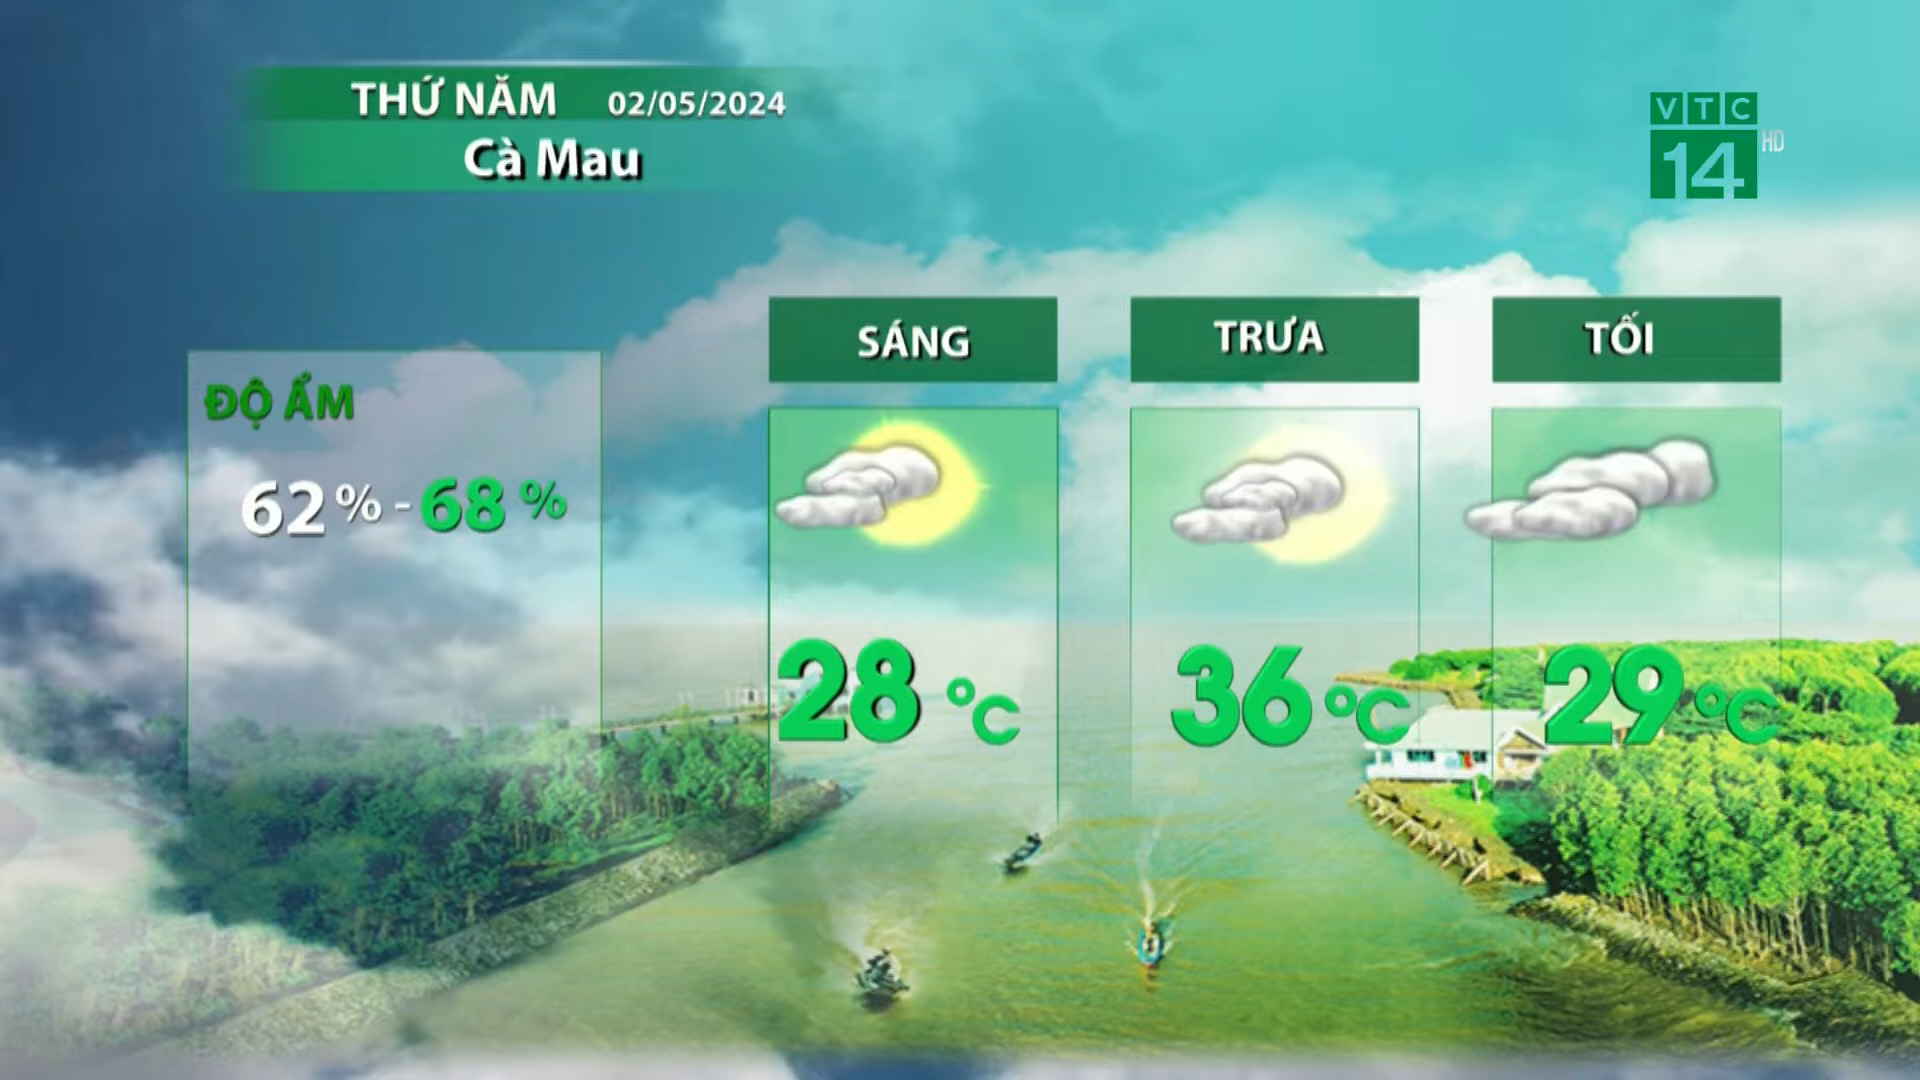 THỨ NĂM 02/05/2024
Cà Mau
VTC
14 HD
SÁNG TRƯA TỐI
ĐỘ ẨM
62% - 68 %
28 °C 36 °C 29 °C